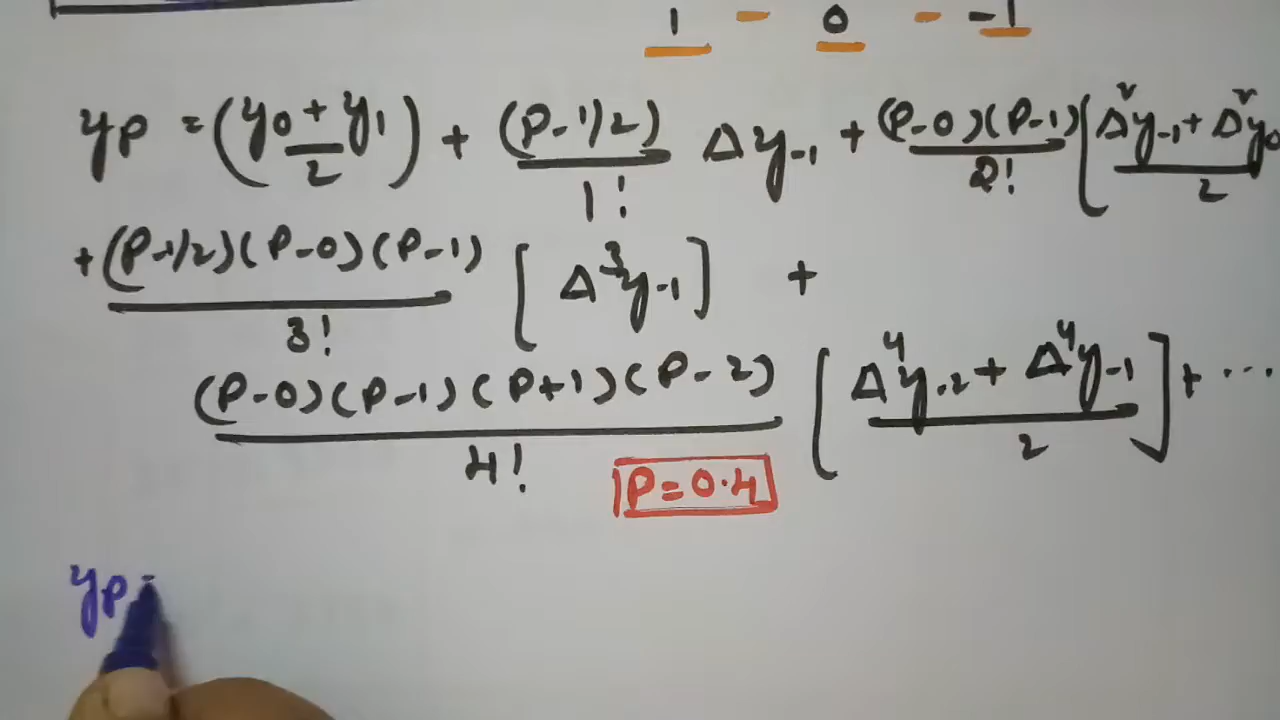 1 - 0 - -1
yp = (y0 + y1 / 2) + (P-1/2) / 1! Δy-1 + (P-0)(P-1) / 2! [Δ²y-1 + Δ²y0 / 2
+ (P-1/2)(P-0)(P-1) / 3! [Δ³y-1] +
(P-0)(P-1)(P+1)(P-2) / 4! [Δ⁴y-2 + Δ⁴y-1 / 2] + ...
P=0.4
yp=